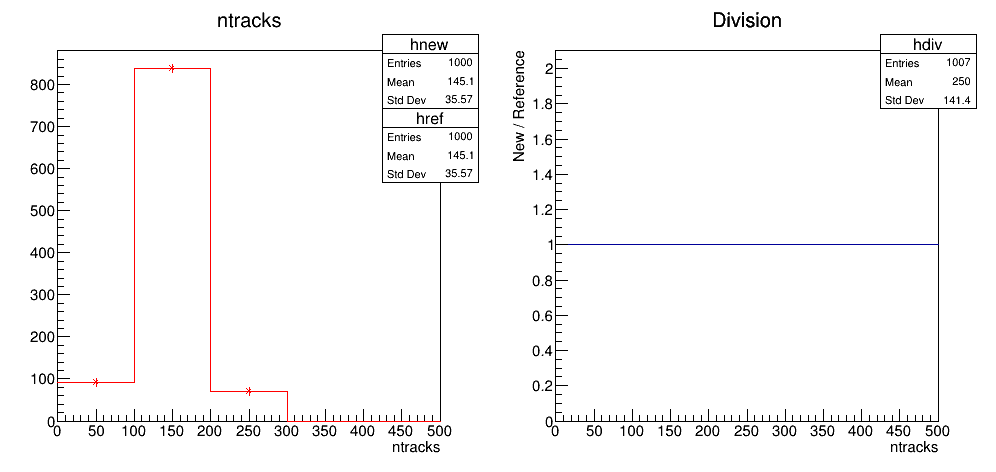 ntracks
hnew
Entries 1000
Mean 145.1
Std Dev 35.57
href
Entries 1000
Mean 145.1
Std Dev 35.57
800
700
600
500
400
300
200
100
0
0 50 100 150 200 250 300 350 400 450 500
ntracks
Division
hdiv
Entries 1007
Mean 250
Std Dev 141.4
New / Reference
2
1.8
1.6
1.4
1.2
1
0.8
0.6
0.4
0.2
0
0 50 100 150 200 250 300 350 400 450 500
ntracks